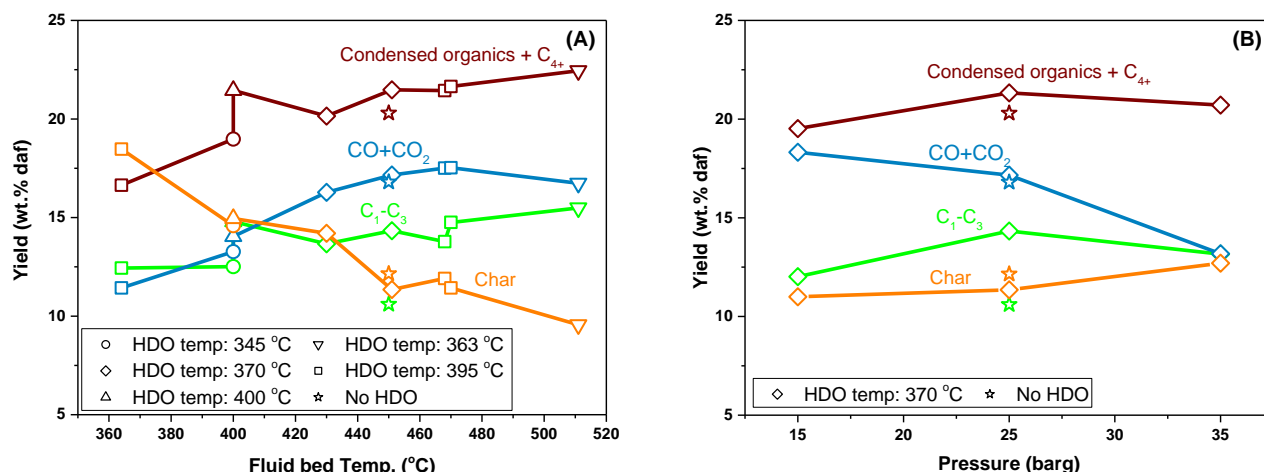 (A)
Condensed organics + C4+
CO+CO2
C1-C3
Char
Yield (wt.% daf)
25
20
15
10
5
HDO temp: 345 °C
HDO temp: 363 °C
HDO temp: 370 °C
HDO temp: 395 °C
HDO temp: 400 °C
No HDO
360 380 400 420 440 460 480 500 520
Fluid bed Temp. (°C)
(B)
Condensed organics + C4+
CO+CO2
C1-C3
Char
Yield (wt.% daf)
25
20
15
10
5
HDO temp: 370 °C
No HDO
15 20 25 30 35
Pressure (barg)